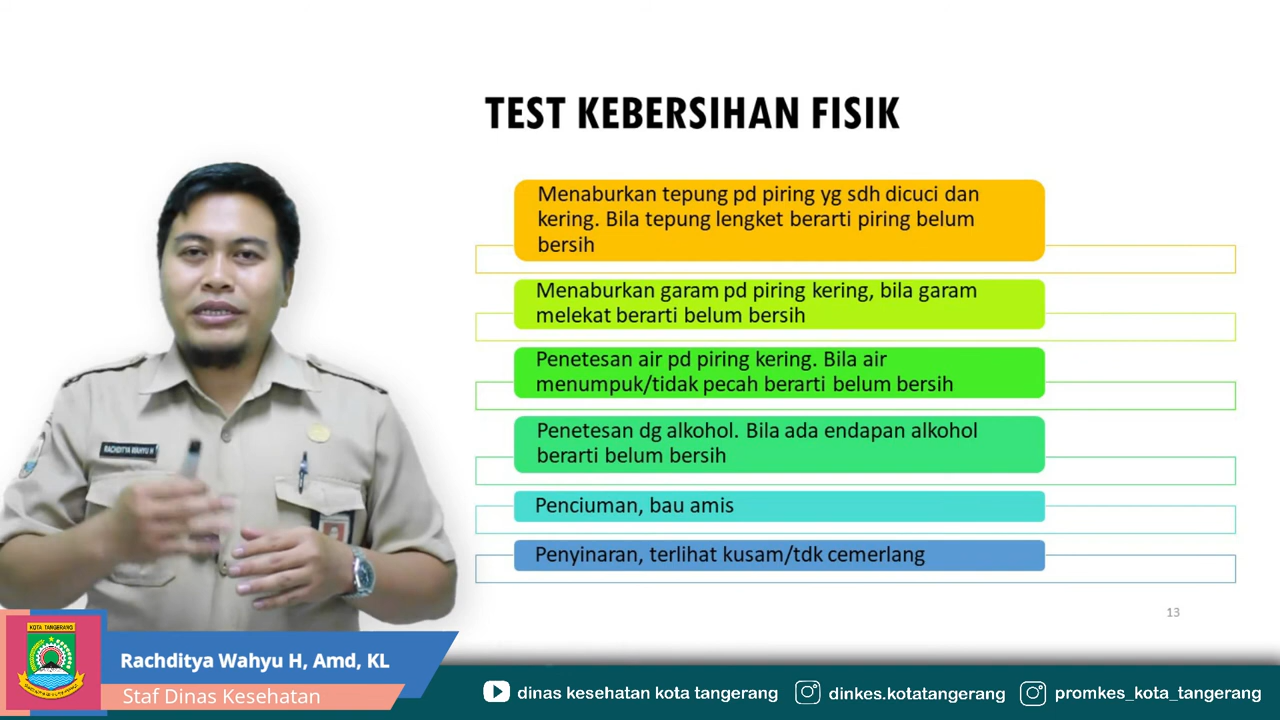 TEST KEBERSIHAN FISIK
Menaburkan tepung pd piring yg sdh dicuci dan
kering. Bila tepung lengket berarti piring belum
bersih
Menaburkan garam pd piring kering, bila garam
melekat berarti belum bersih
Penetesan air pd piring kering. Bila air
menumpuk/tidak pecah berarti belum bersih
Penetesan dg alkohol. Bila ada endapan alkohol
berarti belum bersih
Penciuman, bau amis
Penyinaran, terlihat kusam/tdk cemerlang
13
RACHDITYA WAHYU H
KOTA TANGERANG
Rachditya Wahyu H, Amd, KL
Staf Dinas Kesehatan
dinas kesehatan kota tangerang
dinkes.kotatangerang
promkes_kota_tangerang